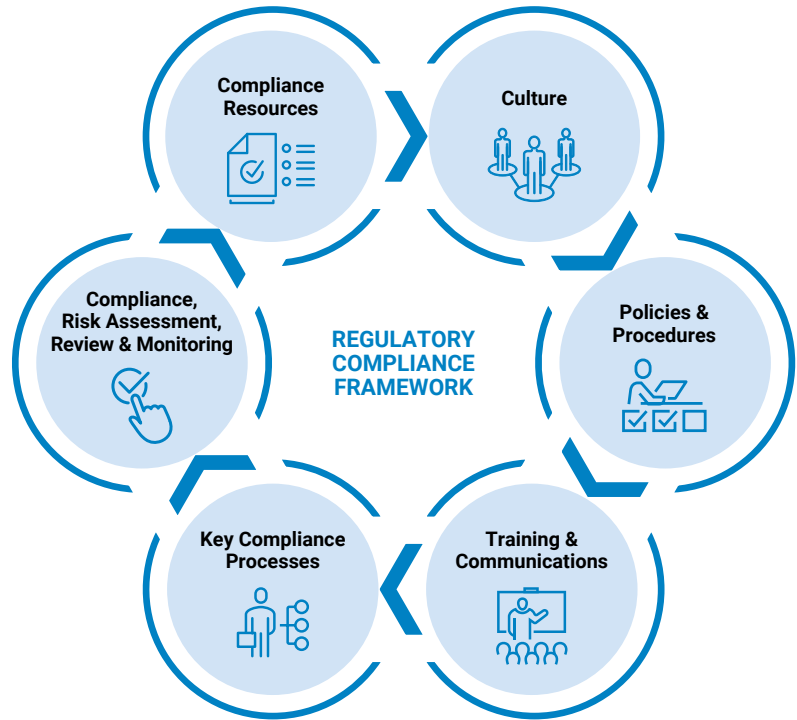 Compliance
Resources
Culture
Policies &
Procedures
Training &
Communications
Key Compliance
Processes
Compliance,
Risk Assessment,
Review & Monitoring
REGULATORY
COMPLIANCE
FRAMEWORK